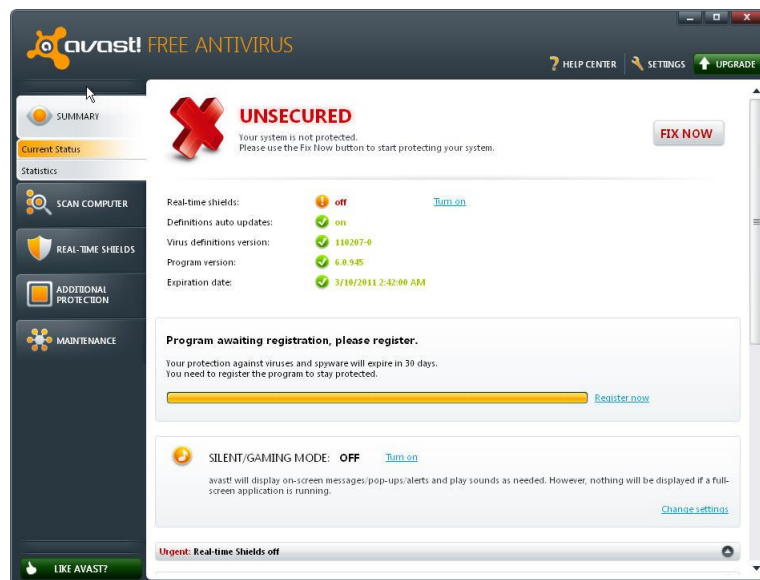 avast! FREE ANTIVIRUS
? HELP CENTER SETTINGS UPGRADE
SUMMARY
Current Status
Statistics
SCAN COMPUTER
REAL-TIME SHIELDS
ADDITIONAL
PROTECTION
MAINTENANCE
LIKE AVAST?
UNSECURED
Your system is not protected.
Please use the Fix Now button to start protecting your system.
FIX NOW
Real-time shields: off Turn on
Definitions auto updates: on
Virus definitions version: 110207-0
Program version: 6.0.945
Expiration date: 3/10/2011 2:42:00 AM
Program awaiting registration, please register.
Your protection against viruses and spyware will expire in 30 days.
You need to register the program to stay protected.
Register now
SILENT/GAMING MODE: OFF Turn on
avast! will display on-screen messages/pop-ups/alerts and play sounds as needed. However, nothing will be displayed if a full-
screen application is running.
Change settings
Urgent: Real-time Shields off